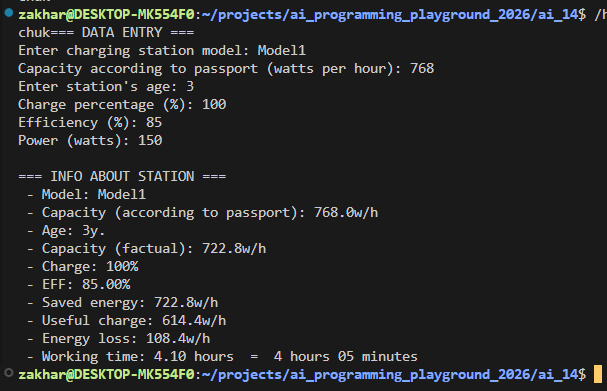 zakhar@DESKTOP-MK554F0:~/projects/ai_programming_playground_2026/ai_14$ /h
chuk=== DATA ENTRY ===
Enter charging station model: Model1
Capacity according to passport (watts per hour): 768
Enter station's age: 3
Charge percentage (%): 100
Efficiency (%): 85
Power (watts): 150

=== INFO ABOUT STATION ===
 - Model: Model1
 - Capacity (according to passport): 768.0w/h
 - Age: 3y.
 - Capacity (factual): 722.8w/h
 - Charge: 100%
 - EFF: 85.00%
 - Saved energy: 722.8w/h
 - Useful charge: 614.4w/h
 - Energy loss: 108.4w/h
 - Working time: 4.10 hours  =  4 hours 05 minutes
zakhar@DESKTOP-MK554F0:~/projects/ai_programming_playground_2026/ai_14$